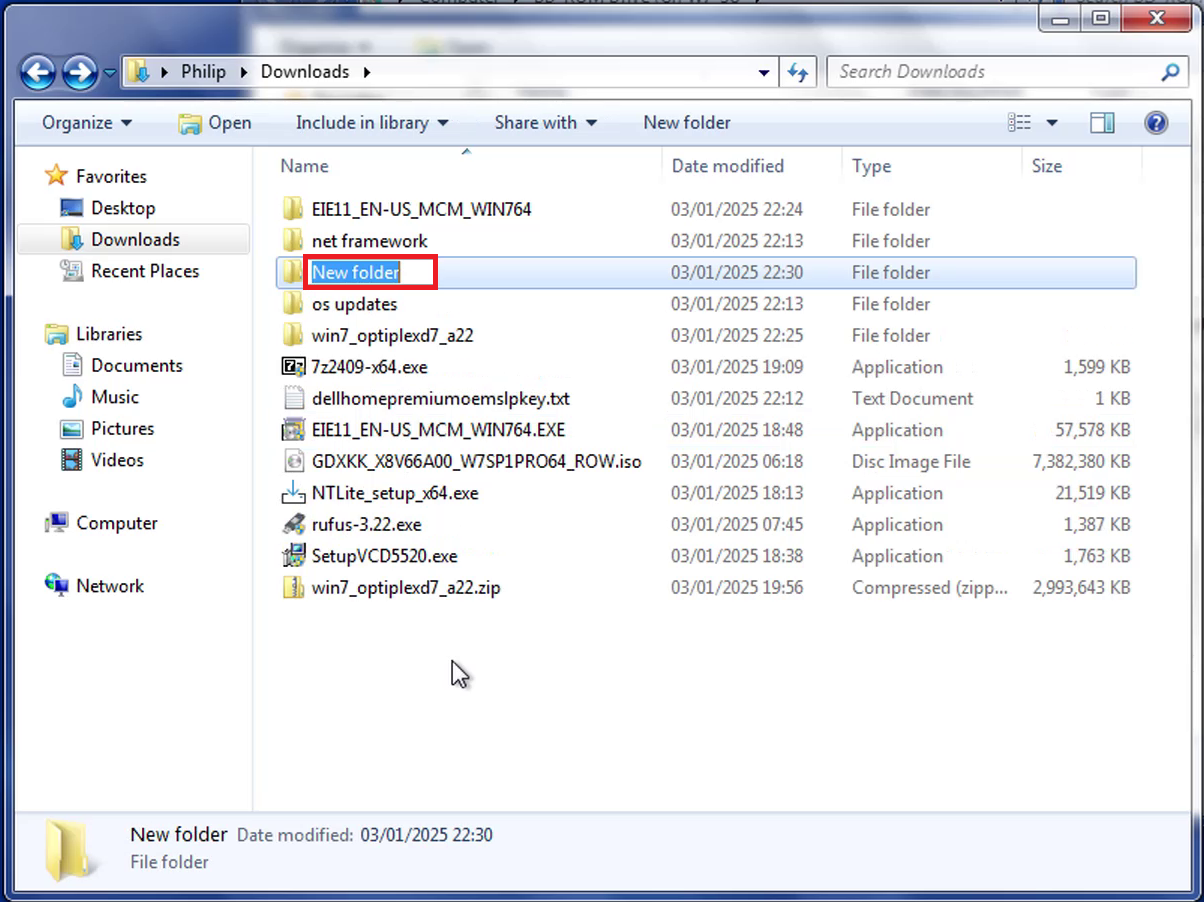 Philip Downloads Search Downloads
Organize Open Include in library Share with New folder
Name Date modified Type Size
Favorites
Desktop
Downloads
Recent Places
Libraries
Documents
Music
Pictures
Videos
Computer
Network
EIE11_EN-US_MCM_WIN764 03/01/2025 22:24 File folder
net framework 03/01/2025 22:13 File folder
New folder 03/01/2025 22:30 File folder
os updates 03/01/2025 22:13 File folder
win7_optiplexd7_a22 03/01/2025 22:25 File folder
7z2409-x64.exe 03/01/2025 19:09 Application 1,599 KB
dellhomepremiumoemslpkey.txt 03/01/2025 22:12 Text Document 1 KB
EIE11_EN-US_MCM_WIN764.EXE 03/01/2025 18:48 Application 57,578 KB
GDXKK_X8V66A00_W7SP1PRO64_ROW.iso 03/01/2025 06:18 Disc Image File 7,382,380 KB
NTLite_setup_x64.exe 03/01/2025 18:13 Application 21,519 KB
rufus-3.22.exe 03/01/2025 07:45 Application 1,387 KB
SetupVCD5520.exe 03/01/2025 18:38 Application 1,763 KB
win7_optiplexd7_a22.zip 03/01/2025 19:56 Compressed (zipp... 2,993,643 KB
New folder Date modified: 03/01/2025 22:30
File folder